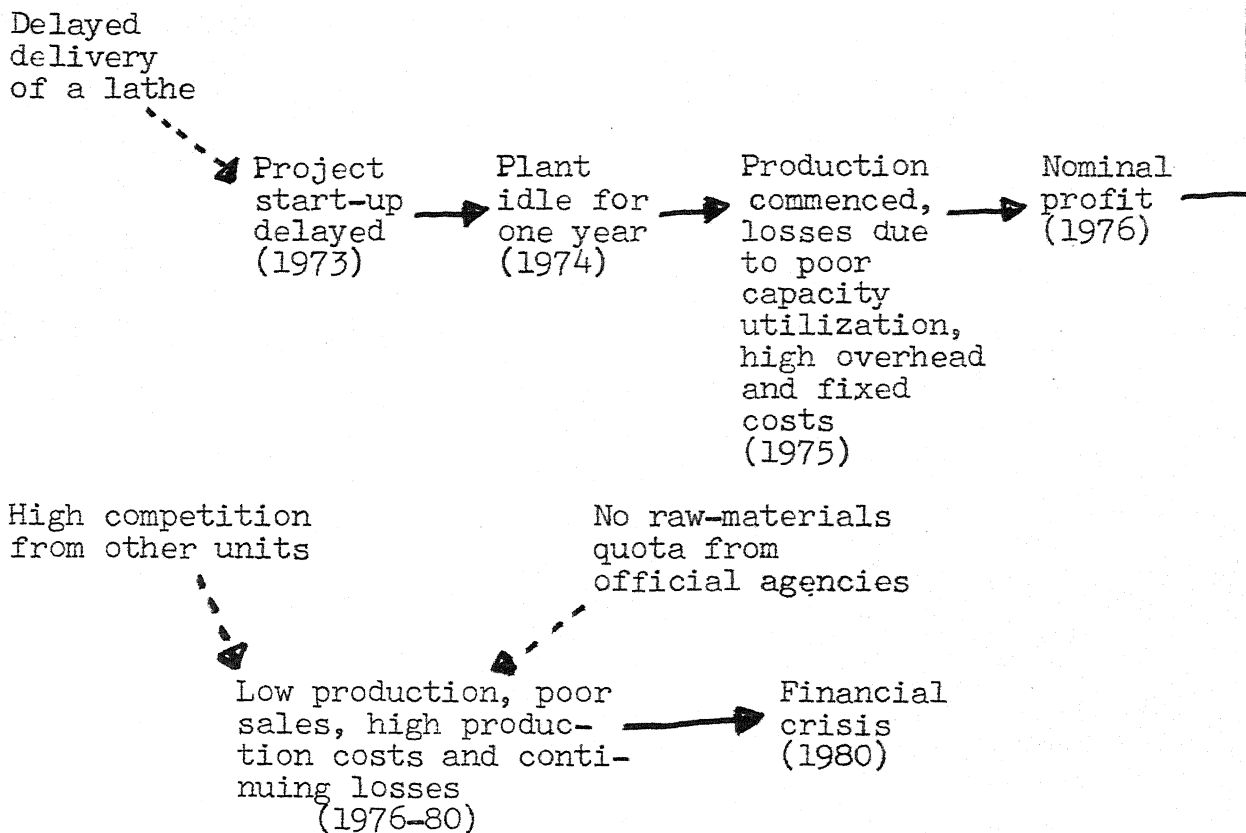 Delayed
delivery
of a lathe
Project
start-up
delayed
(1973)
Plant
idle for
one year
(1974)
Production
commenced,
losses due
to poor
capacity
utilization,
high overhead
and fixed
costs
(1975)
Nominal
profit
(1976)
High competition
from other units
No raw-materials
quota from
official agencies
Low production, poor
sales, high produc-
tion costs and conti-
nuing losses
(1976-80)
Financial
crisis
(1980)